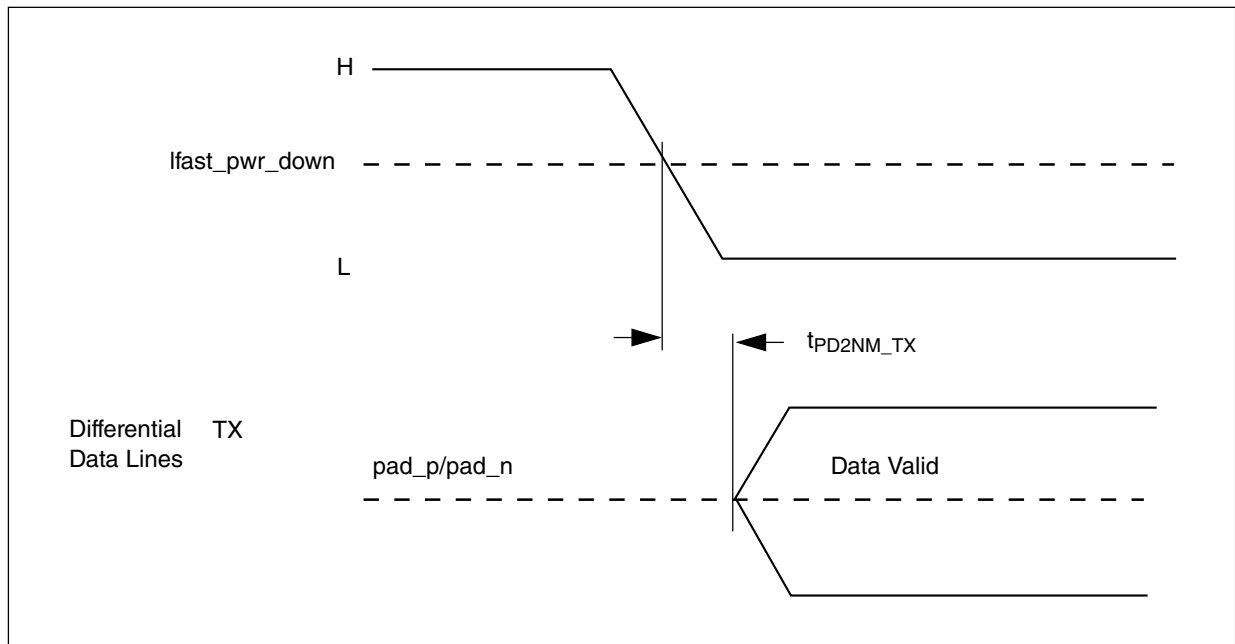 H
lfast_pwr_down
L
tPD2NM_TX
Differential TX
Data Lines
pad_p/pad_n
Data Valid